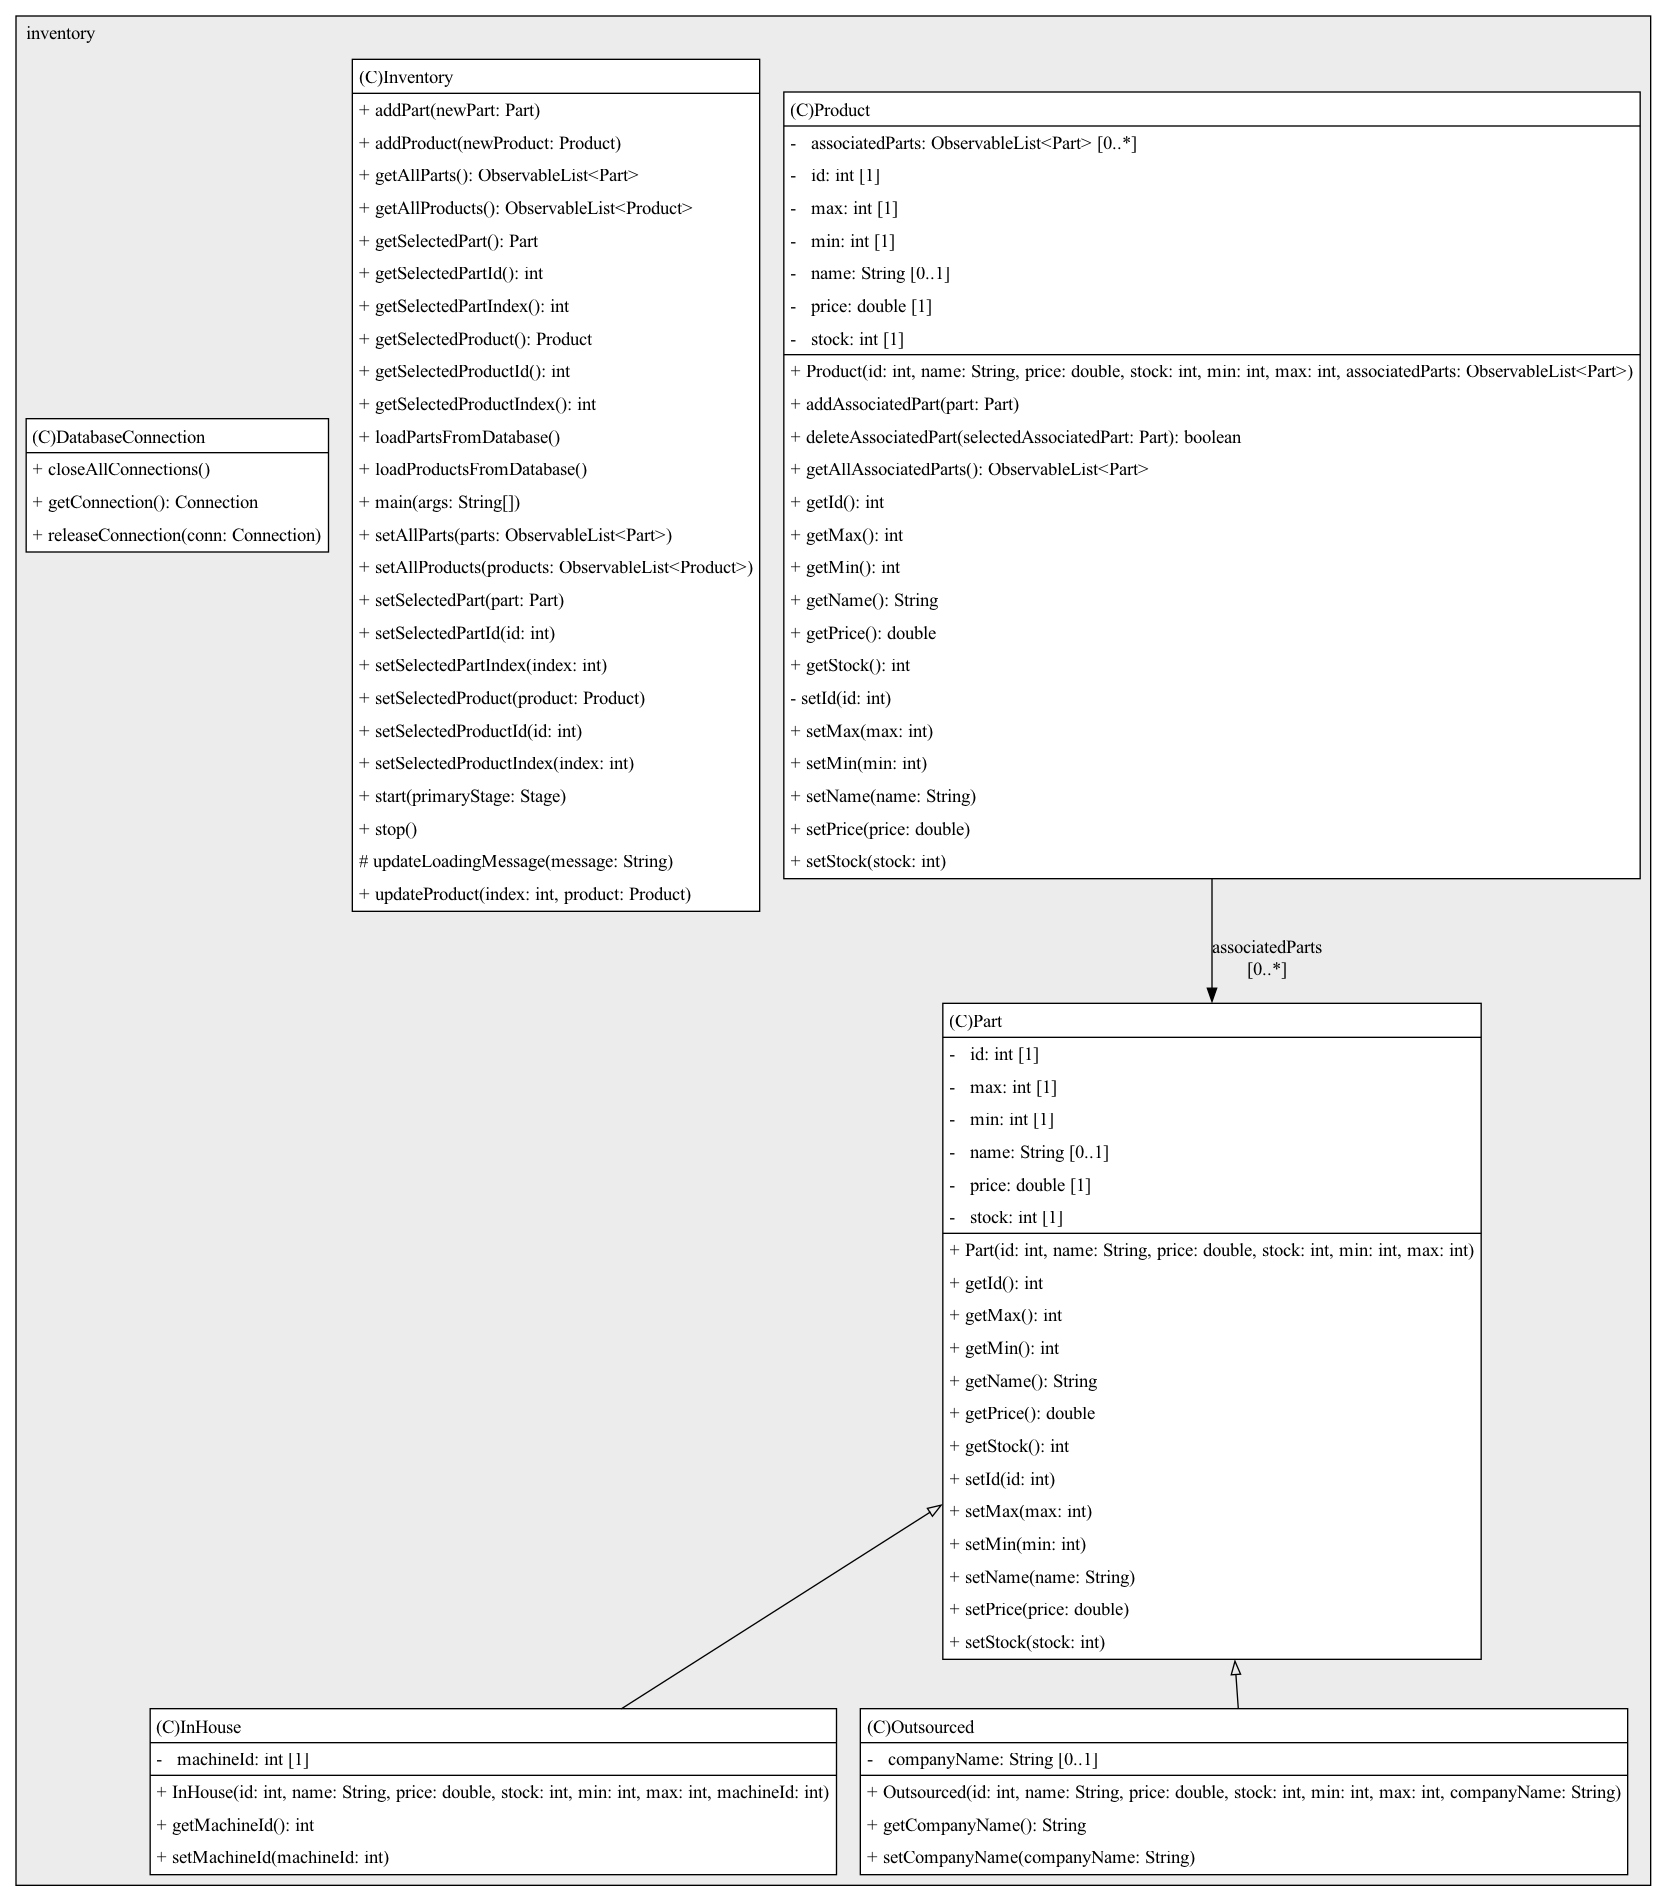 inventory
(C)DatabaseConnection
+ closeAllConnections()
+ getConnection(): Connection
+ releaseConnection(conn: Connection)
(C)Inventory
+ addPart(newPart: Part)
+ addProduct(newProduct: Product)
+ getAllParts(): ObservableList<Part>
+ getAllProducts(): ObservableList<Product>
+ getSelectedPart(): Part
+ getSelectedPartId(): int
+ getSelectedPartIndex(): int
+ getSelectedProduct(): Product
+ getSelectedProductId(): int
+ getSelectedProductIndex(): int
+ loadPartsFromDatabase()
+ loadProductsFromDatabase()
+ main(args: String[])
+ setAllParts(parts: ObservableList<Part>)
+ setAllProducts(products: ObservableList<Product>)
+ setSelectedPart(part: Part)
+ setSelectedPartId(id: int)
+ setSelectedPartIndex(index: int)
+ setSelectedProduct(product: Product)
+ setSelectedProductId(id: int)
+ setSelectedProductIndex(index: int)
+ start(primaryStage: Stage)
+ stop()
# updateLoadingMessage(message: String)
+ updateProduct(index: int, product: Product)
(C)Product
- associatedParts: ObservableList<Part> [0..*]
- id: int [1]
- max: int [1]
- min: int [1]
- name: String [0..1]
- price: double [1]
- stock: int [1]
+ Product(id: int, name: String, price: double, stock: int, min: int, max: int, associatedParts: ObservableList<Part>)
+ addAssociatedPart(part: Part)
+ deleteAssociatedPart(selectedAssociatedPart: Part): boolean
+ getAllAssociatedParts(): ObservableList<Part>
+ getId(): int
+ getMax(): int
+ getMin(): int
+ getName(): String
+ getPrice(): double
+ getStock(): int
- setId(id: int)
+ setMax(max: int)
+ setMin(min: int)
+ setName(name: String)
+ setPrice(price: double)
+ setStock(stock: int)
associatedParts
[0..*]
(C)Part
- id: int [1]
- max: int [1]
- min: int [1]
- name: String [0..1]
- price: double [1]
- stock: int [1]
+ Part(id: int, name: String, price: double, stock: int, min: int, max: int)
+ getId(): int
+ getMax(): int
+ getMin(): int
+ getName(): String
+ getPrice(): double
+ getStock(): int
+ setId(id: int)
+ setMax(max: int)
+ setMin(min: int)
+ setName(name: String)
+ setPrice(price: double)
+ setStock(stock: int)
(C)InHouse
- machineId: int [1]
+ InHouse(id: int, name: String, price: double, stock: int, min: int, max: int, machineId: int)
+ getMachineId(): int
+ setMachineId(machineId: int)
(C)Outsourced
- companyName: String [0..1]
+ Outsourced(id: int, name: String, price: double, stock: int, min: int, max: int, companyName: String)
+ getCompanyName(): String
+ setCompanyName(companyName: String)